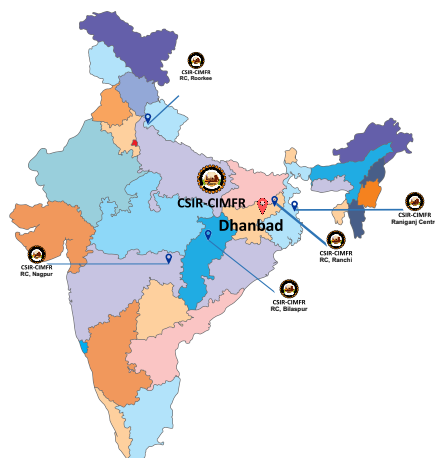 CSIR-CIMFR
RC, Roorkee
CSIR-CIMFR
Dhanbad
CSIR-CIMFR
Raniganj Centr
CSIR-CIMFR
RC, Ranchi
CSIR-CIMFR
RC, Nagpur
CSIR-CIMFR
RC, Bilaspur